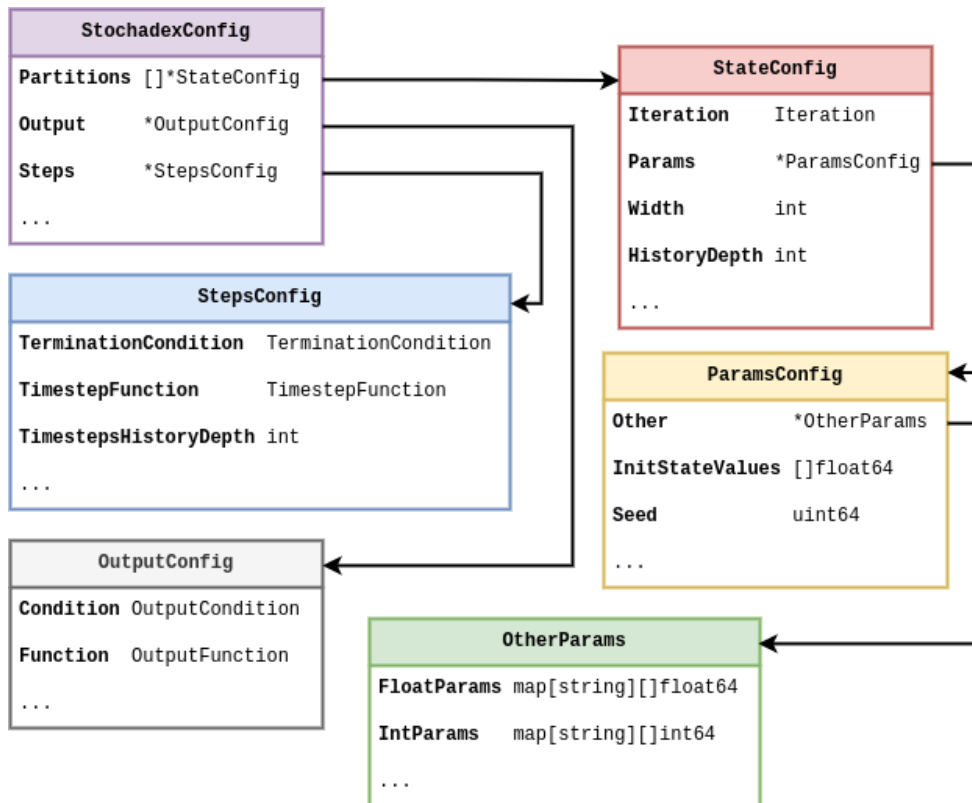 StochadexConfig
Partitions []*StateConfig
Output *OutputConfig
Steps *StepsConfig
...
StateConfig
Iteration Iteration
Params *ParamsConfig
Width int
HistoryDepth int
...
StepsConfig
TerminationCondition TerminationCondition
TimestepFunction TimestepFunction
TimestepsHistoryDepth int
...
ParamsConfig
Other *OtherParams
InitStateValues []float64
Seed uint64
...
OutputConfig
Condition OutputCondition
Function OutputFunction
...
OtherParams
FloatParams map[string][]float64
IntParams map[string][]int64
...